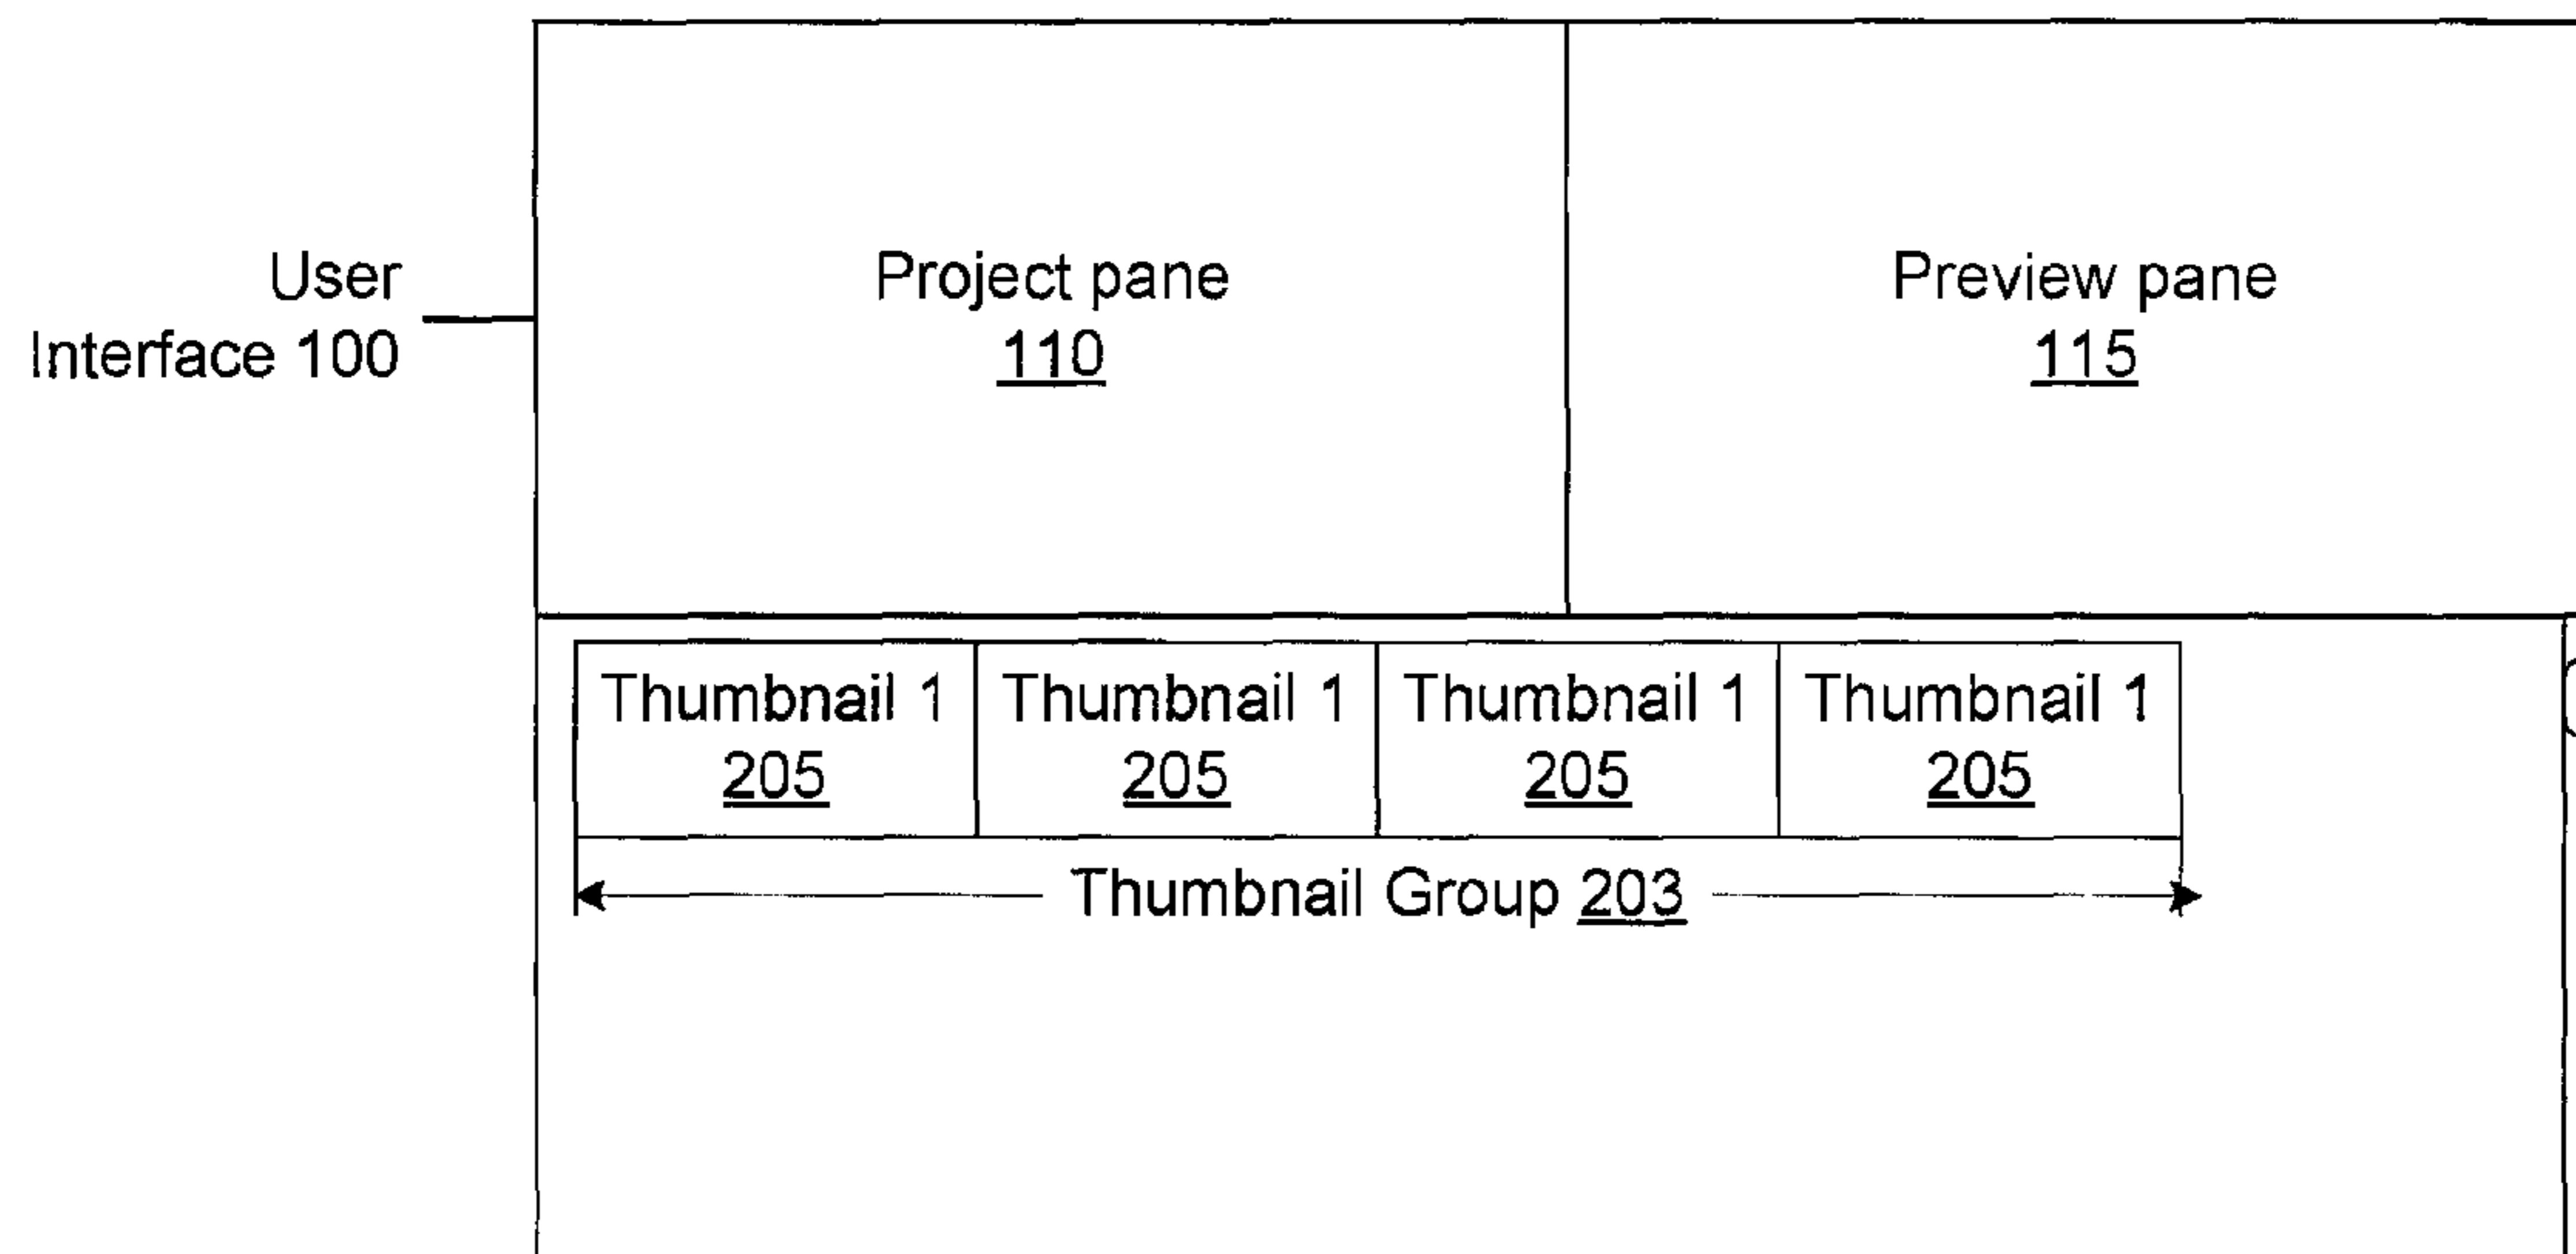 User
Interface 100
Project pane
110
Preview pane
115
Thumbnail 1
205
Thumbnail 1
205
Thumbnail 1
205
Thumbnail 1
205
Thumbnail Group 203